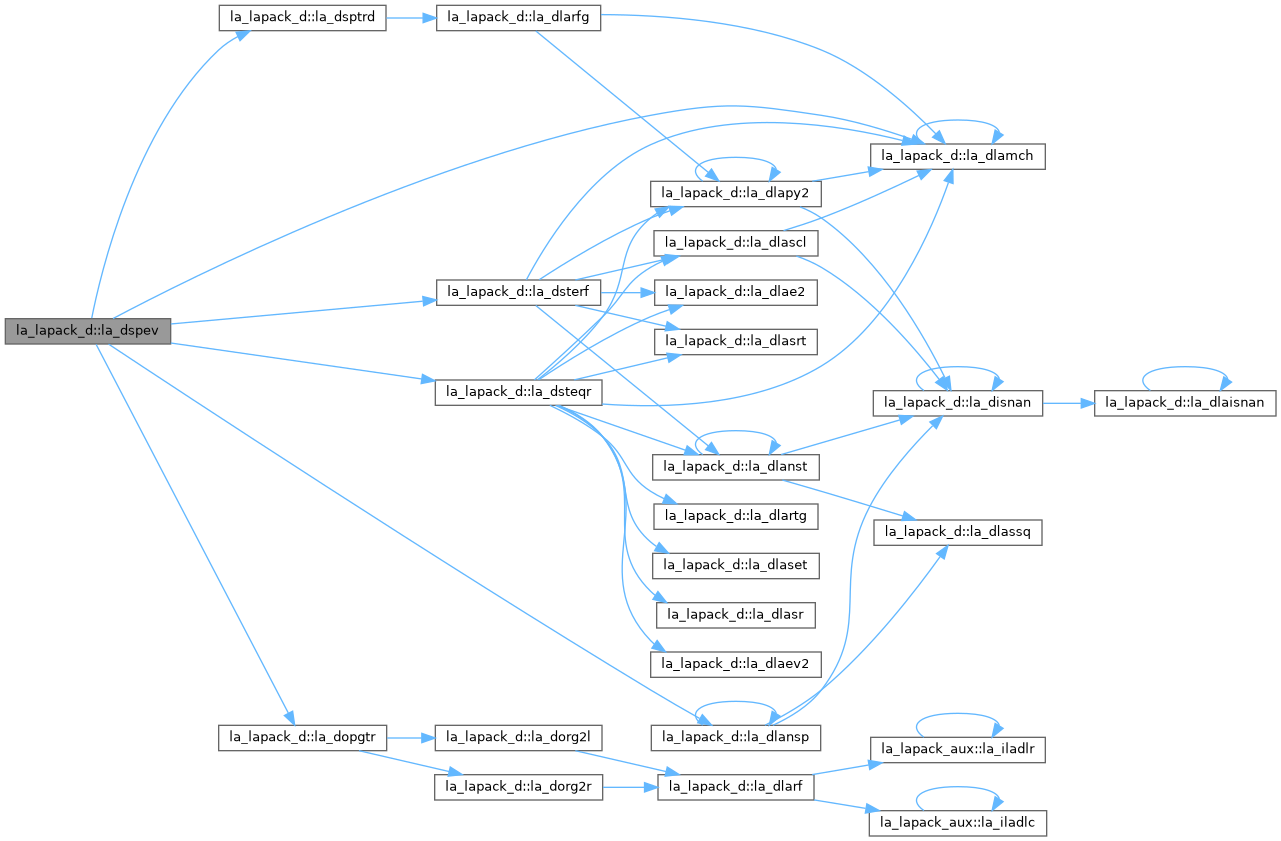 la_lapack_d::la_dsptrd
la_lapack_d::la_dlarfg
la_lapack_d::la_dlamch
la_lapack_d::la_dlapy2
la_lapack_d::la_dlascl
la_lapack_d::la_dsterf
la_lapack_d::la_dlae2
la_lapack_d::la_dspev
la_lapack_d::la_dlasrt
la_lapack_d::la_dsteqr
la_lapack_d::la_disnan
la_lapack_d::la_dlaisnan
la_lapack_d::la_dlanst
la_lapack_d::la_dlartg
la_lapack_d::la_dlassq
la_lapack_d::la_dlaset
la_lapack_d::la_dlasr
la_lapack_d::la_dlaev2
la_lapack_d::la_dopgtr
la_lapack_d::la_dorg2l
la_lapack_d::la_dlansp
la_lapack_aux::la_iladlr
la_lapack_d::la_dorg2r
la_lapack_d::la_dlarf
la_lapack_aux::la_iladlc